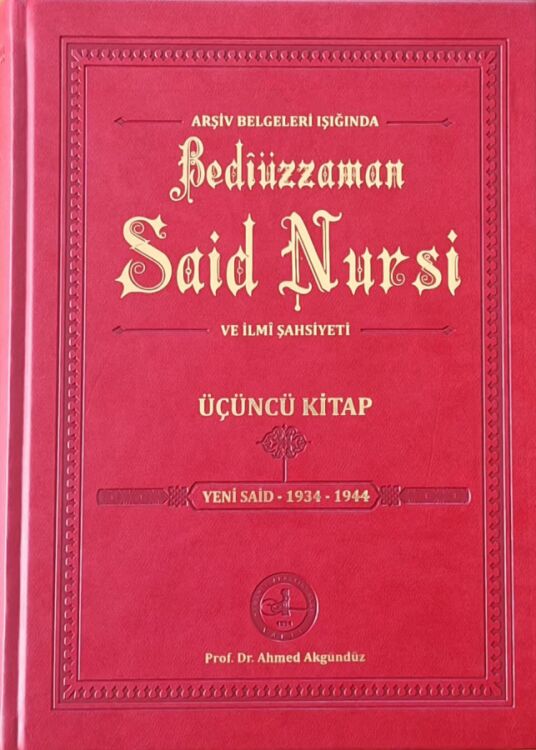 ARŞİV BELGELERİ IŞIĞINDA
Bedîüzzaman
Said Nursi
VE İLMÎ ŞAHSİYETİ
ÜÇÜNCÜ KİTAP
YENİ SAİD - 1934 - 1944
Prof. Dr. Ahmed Akgündüz